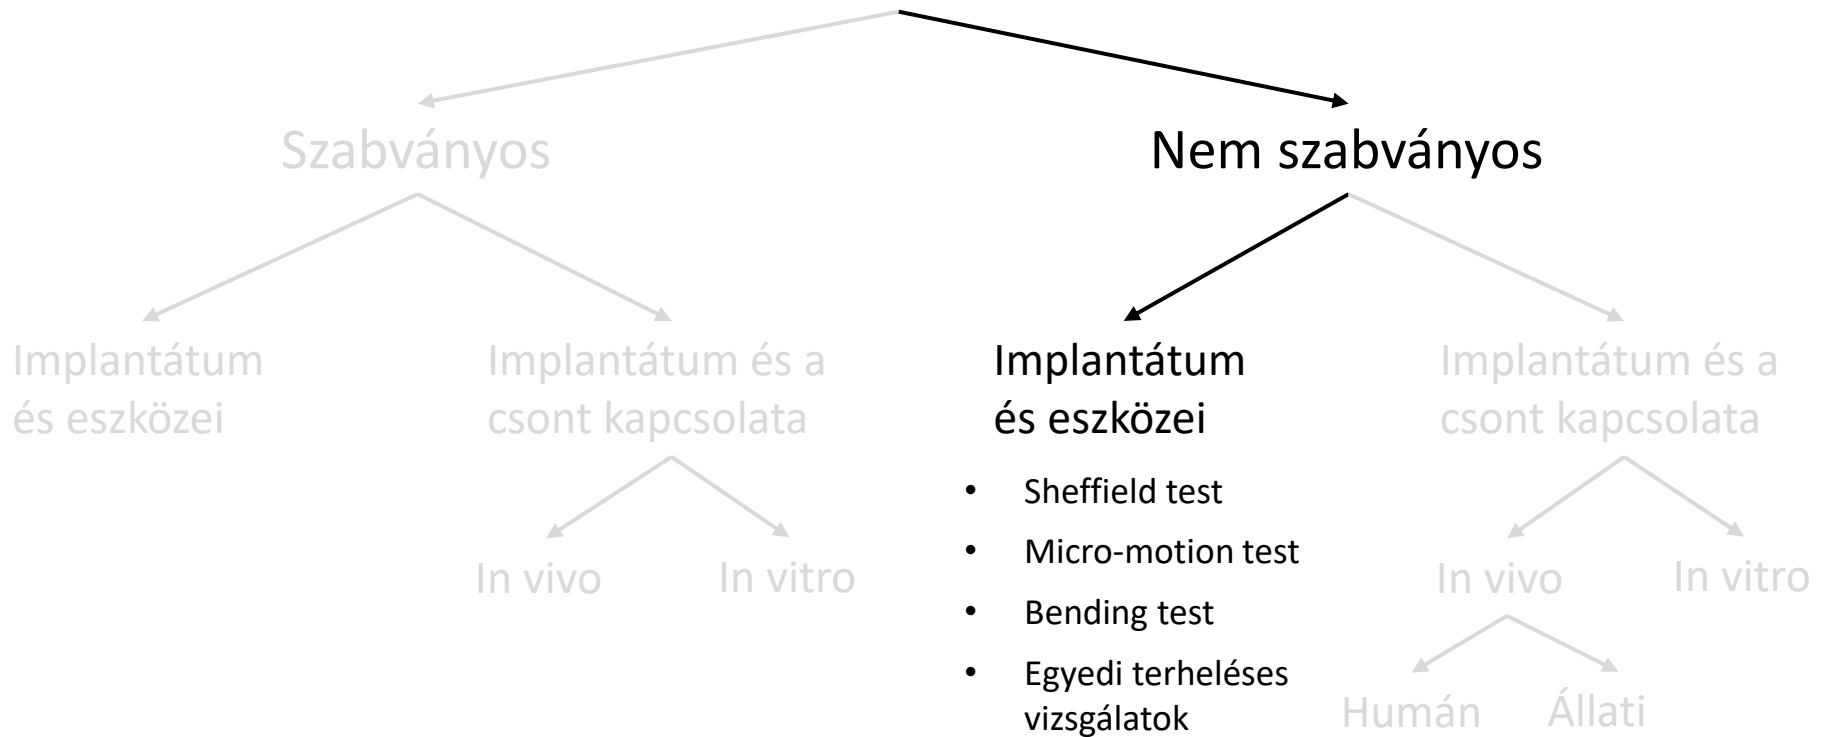 Szabványos
Nem szabványos
Implantátum
és eszközei
Implantátum és a
csont kapcsolata
In vivo
In vitro
Implantátum
és eszközei
• Sheffield test
• Micro-motion test
• Bending test
• Egyedi terheléses
vizsgálatok
Implantátum és a
csont kapcsolata
In vivo
In vitro
Humán
Állati